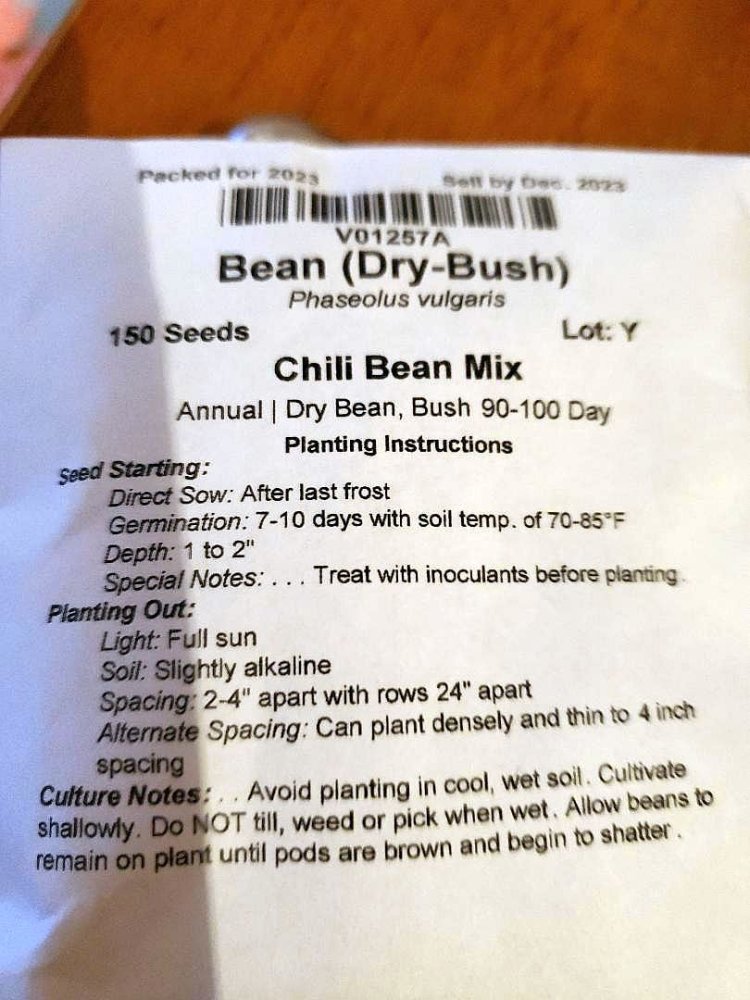 Packed for 2023 Sell by Dec. 2023
V01257A
Bean (Dry-Bush)
Phaseolus vulgaris
150 Seeds Lot: Y
Chili Bean Mix
Annual | Dry Bean, Bush 90-100 Day
Planting Instructions
Seed Starting:
Direct Sow: After last frost
Germination: 7-10 days with soil temp. of 70-85°F
Depth: 1 to 2"
Special Notes: . . . Treat with inoculants before planting.
Planting Out:
Light: Full sun
Soil: Slightly alkaline
Spacing: 2-4" apart with rows 24" apart
Alternate Spacing: Can plant densely and thin to 4 inch
spacing
Culture Notes: . . Avoid planting in cool, wet soil. Cultivate
shallowly. Do NOT till, weed or pick when wet. Allow beans to
remain on plant until pods are brown and begin to shatter.